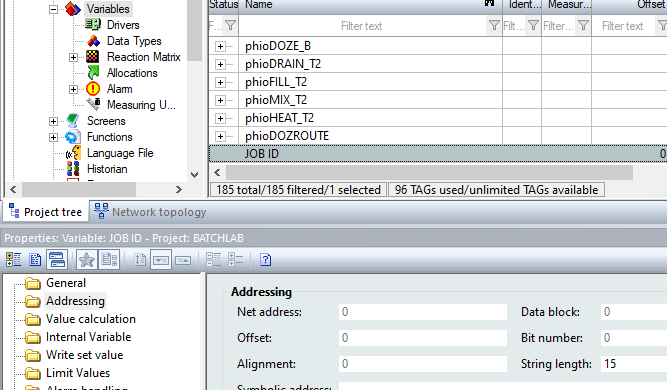 Variables
Drivers
Data Types
Reaction Matrix
Allocations
Alarm
Measuring U...
Screens
Functions
Language File
Historian
Status Name Ident... Measur... Offset
F... Filter text Filt... Filter... Filter text
phioDOZE_B
phioDRAIN_T2
phioFILL_T2
phioMIX_T2
phioHEAT_T2
phioDOZROUTE
JOB ID 0
185 total/185 filtered/1 selected 96 TAGs used/unlimited TAGs available
Project tree Network topology
Properties: Variable: JOB ID - Project: BATCHLAB
General
Addressing
Value calculation
Internal Variable
Write set value
Limit Values
Alarm handling
Addressing
Net address: 0 Data block: 0
Offset: 0 Bit number: 0
Alignment: 0 String length: 15
Symbolic address: